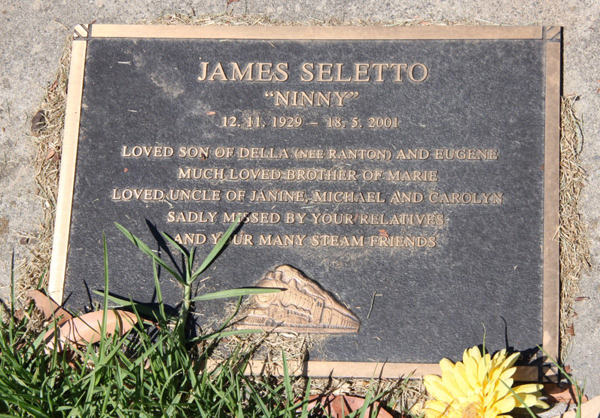 JAMES SELETTO
"NINNY"
12. 11. 1929 – 18. 5. 2001
LOVED SON OF DELLA (NEE RANTON) AND EUGENE
MUCH LOVED BROTHER OF MARIE
LOVED UNCLE OF JANINE, MICHAEL AND CAROLYN
SADLY MISSED BY YOUR RELATIVES
AND YOUR MANY STEAM FRIENDS